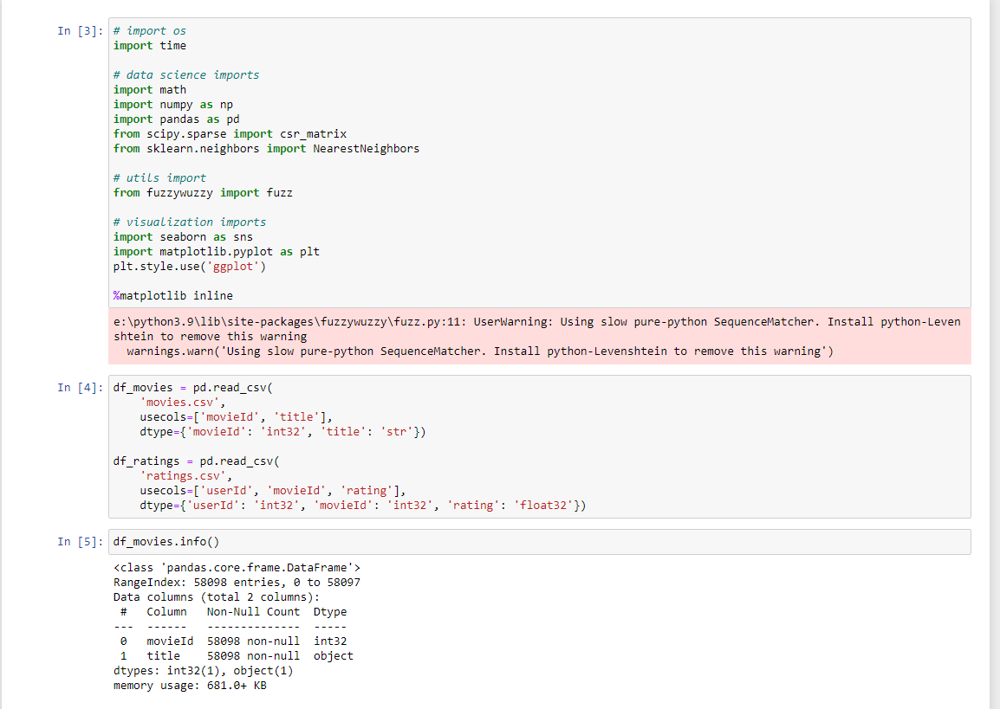 In [3]: # import os
import time

# data science imports
import math
import numpy as np
import pandas as pd
from scipy.sparse import csr_matrix
from sklearn.neighbors import NearestNeighbors

# utils import
from fuzzywuzzy import fuzz

# visualization imports
import seaborn as sns
import matplotlib.pyplot as plt
plt.style.use('ggplot')

%matplotlib inline
e:\python3.9\lib\site-packages\fuzzywuzzy\fuzz.py:11: UserWarning: Using slow pure-python SequenceMatcher. Install python-Leven
shtein to remove this warning
  warnings.warn('Using slow pure-python SequenceMatcher. Install python-Levenshtein to remove this warning')
In [4]: df_movies = pd.read_csv(
    'movies.csv',
    usecols=['movieId', 'title'],
    dtype={'movieId': 'int32', 'title': 'str'})

df_ratings = pd.read_csv(
    'ratings.csv',
    usecols=['userId', 'movieId', 'rating'],
    dtype={'userId': 'int32', 'movieId': 'int32', 'rating': 'float32'})
In [5]: df_movies.info()
<class 'pandas.core.frame.DataFrame'>
RangeIndex: 58098 entries, 0 to 58097
Data columns (total 2 columns):
 #   Column   Non-Null Count  Dtype
---  ------   --------------  -----
 0   movieId  58098 non-null  int32
 1   title    58098 non-null  object
dtypes: int32(1), object(1)
memory usage: 681.0+ KB